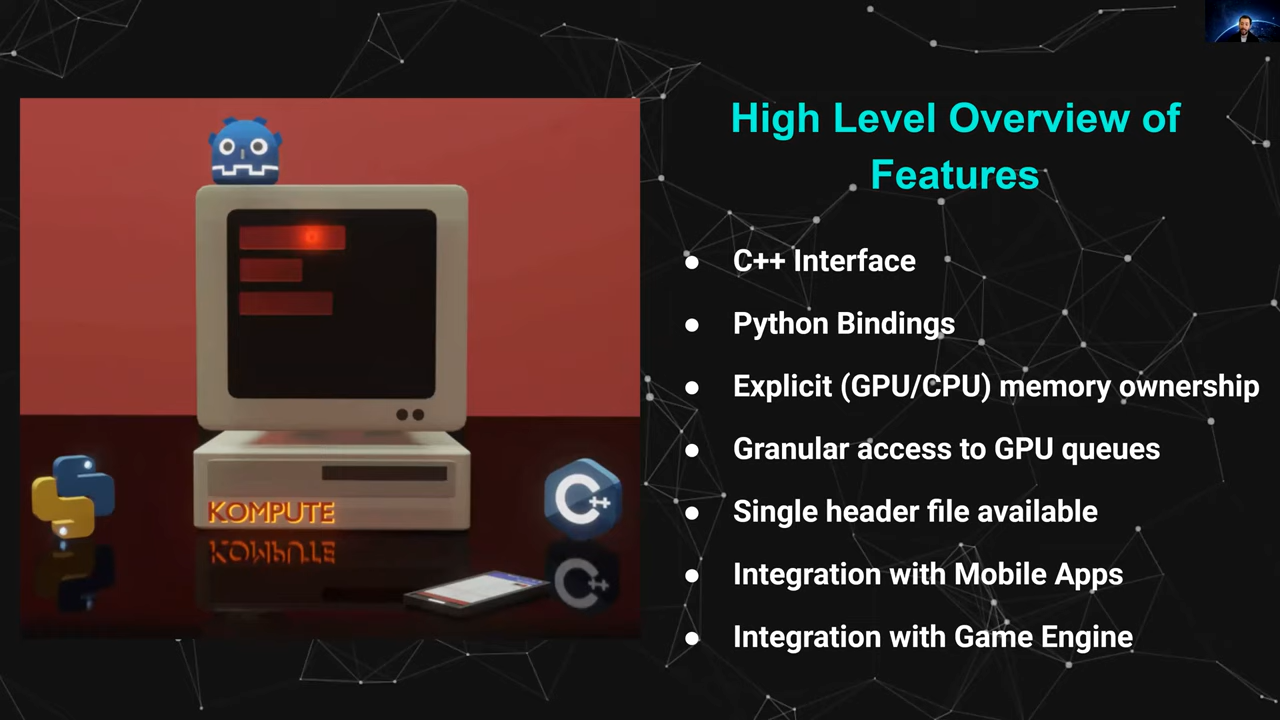 High Level Overview of
Features
● C++ Interface
● Python Bindings
● Explicit (GPU/CPU) memory ownership
● Granular access to GPU queues
● Single header file available
● Integration with Mobile Apps
● Integration with Game Engine
KOMPUTE
C++